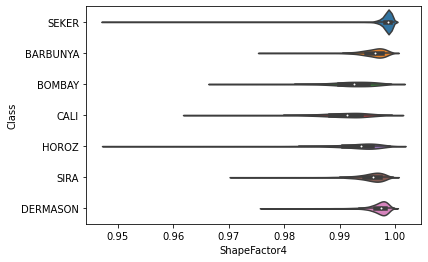 SEKER
BARBUNYA
BOMBAY
CALI
HOROZ
SIRA
DERMASON
Class
0.95 0.96 0.97 0.98 0.99 1.00
ShapeFactor4